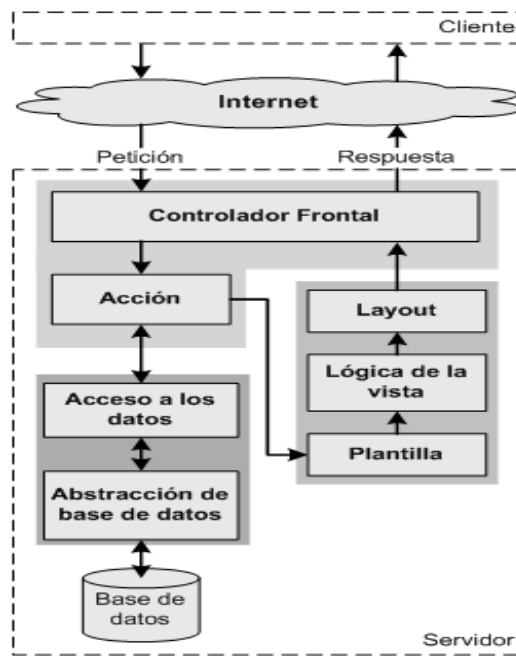 Cliente
Internet
Petición
Respuesta
Controlador Frontal
Acción
Layout
Lógica de la
vista
Acceso a los
datos
Plantilla
Abstracción de
base de datos
Base de
datos
Servidor